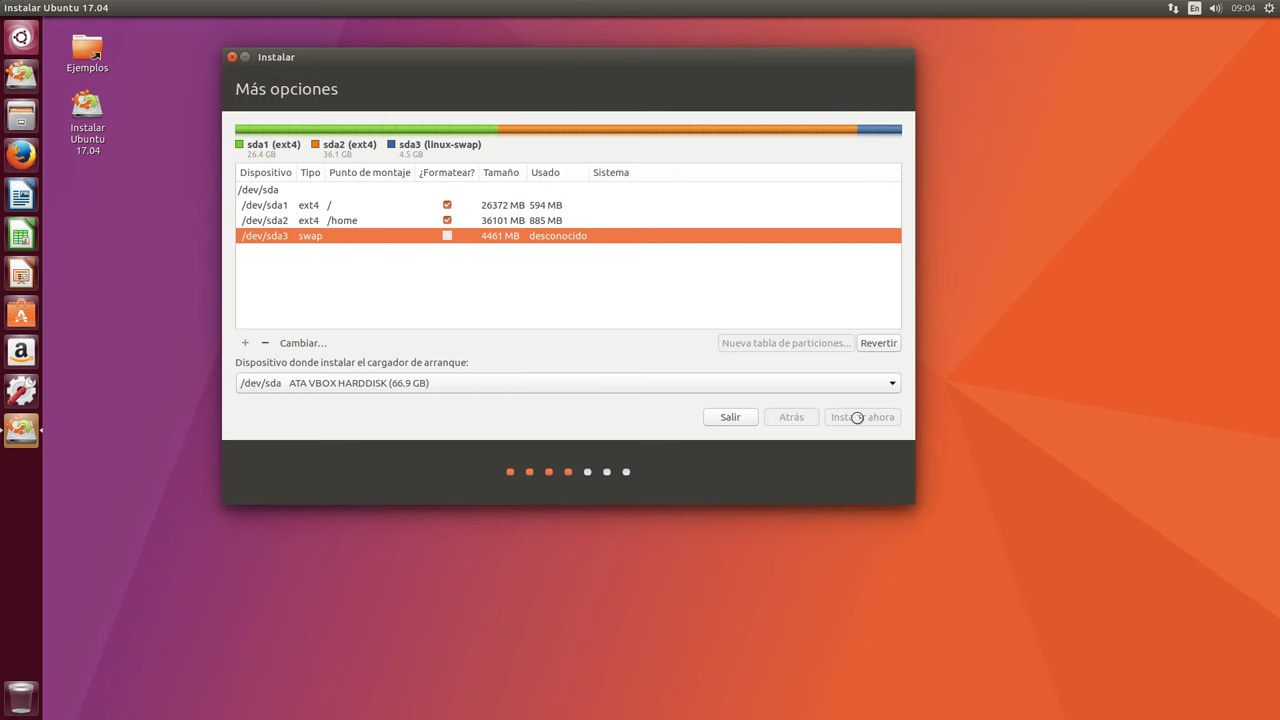 Instalar Ubuntu 17.04
En
09:04
Ejemplos
Instalar
Ubuntu
17.04
Instalar
Más opciones
sda1 (ext4)
26.4 GB
sda2 (ext4)
36.1 GB
sda3 (linux-swap)
4.5 GB
Dispositivo Tipo Punto de montaje ¿Formatear? Tamaño Usado Sistema
/dev/sda
/dev/sda1 ext4 / 26372 MB 594 MB
/dev/sda2 ext4 /home 36101 MB 885 MB
/dev/sda3 swap 4461 MB desconocido
+ − Cambiar... Nueva tabla de particiones... Revertir
Dispositivo donde instalar el cargador de arranque:
/dev/sda ATA VBOX HARDDISK (66.9 GB)
Salir Atrás Instalar ahora